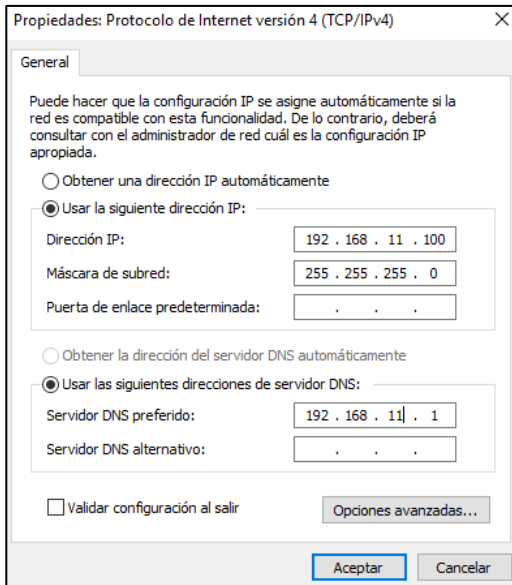 Propiedades: Protocolo de Internet versión 4 (TCP/IPv4)
General
Puede hacer que la configuración IP se asigne automáticamente si la
red es compatible con esta funcionalidad. De lo contrario, deberá
consultar con el administrador de red cuál es la configuración IP
apropiada.
Obtener una dirección IP automáticamente
Usar la siguiente dirección IP:
Dirección IP: 192 . 168 . 11 . 100
Máscara de subred: 255 . 255 . 255 . 0
Puerta de enlace predeterminada: . . .
Obtener la dirección del servidor DNS automáticamente
Usar las siguientes direcciones de servidor DNS:
Servidor DNS preferido: 192 . 168 . 11 . 1
Servidor DNS alternativo: . . .
Validar configuración al salir
Opciones avanzadas...
Aceptar Cancelar